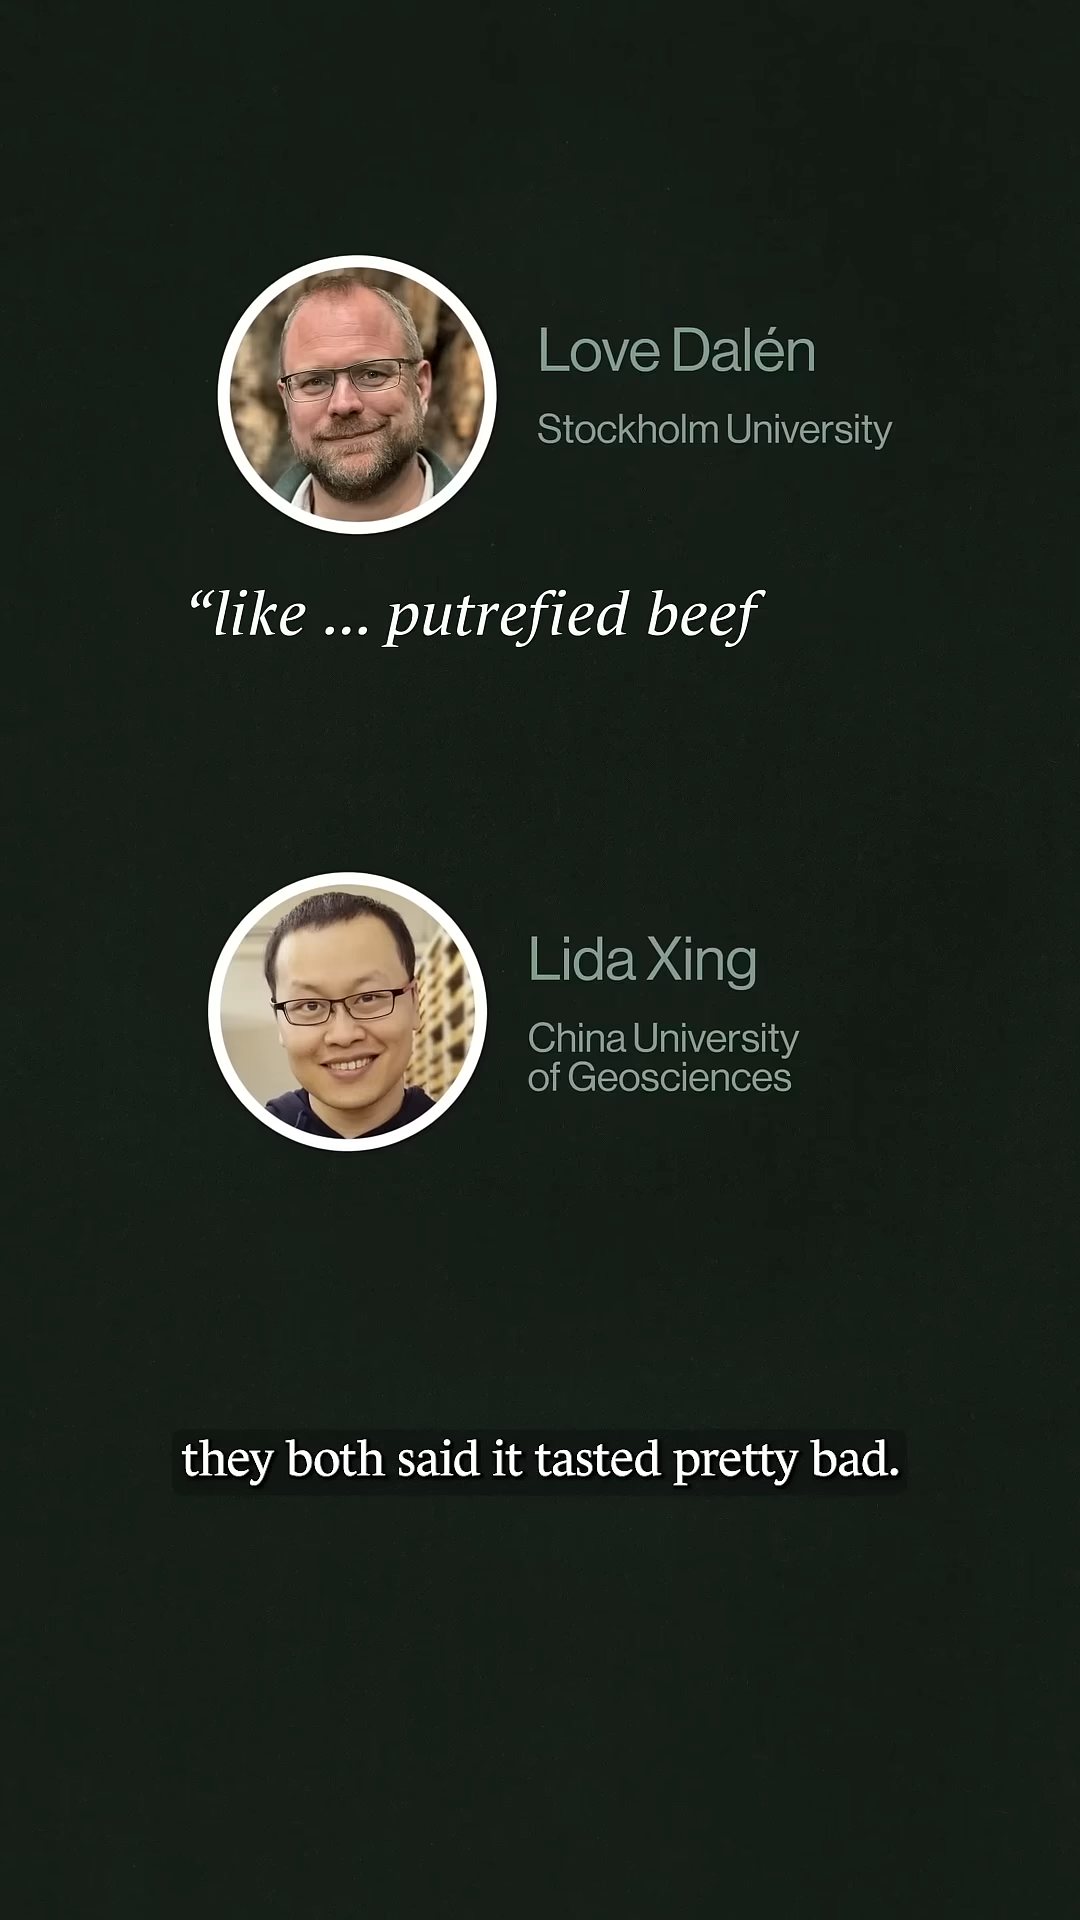 Love Dalén
Stockholm University
“like ... putrefied beef
Lida Xing
China University
of Geosciences
they both said it tasted pretty bad.